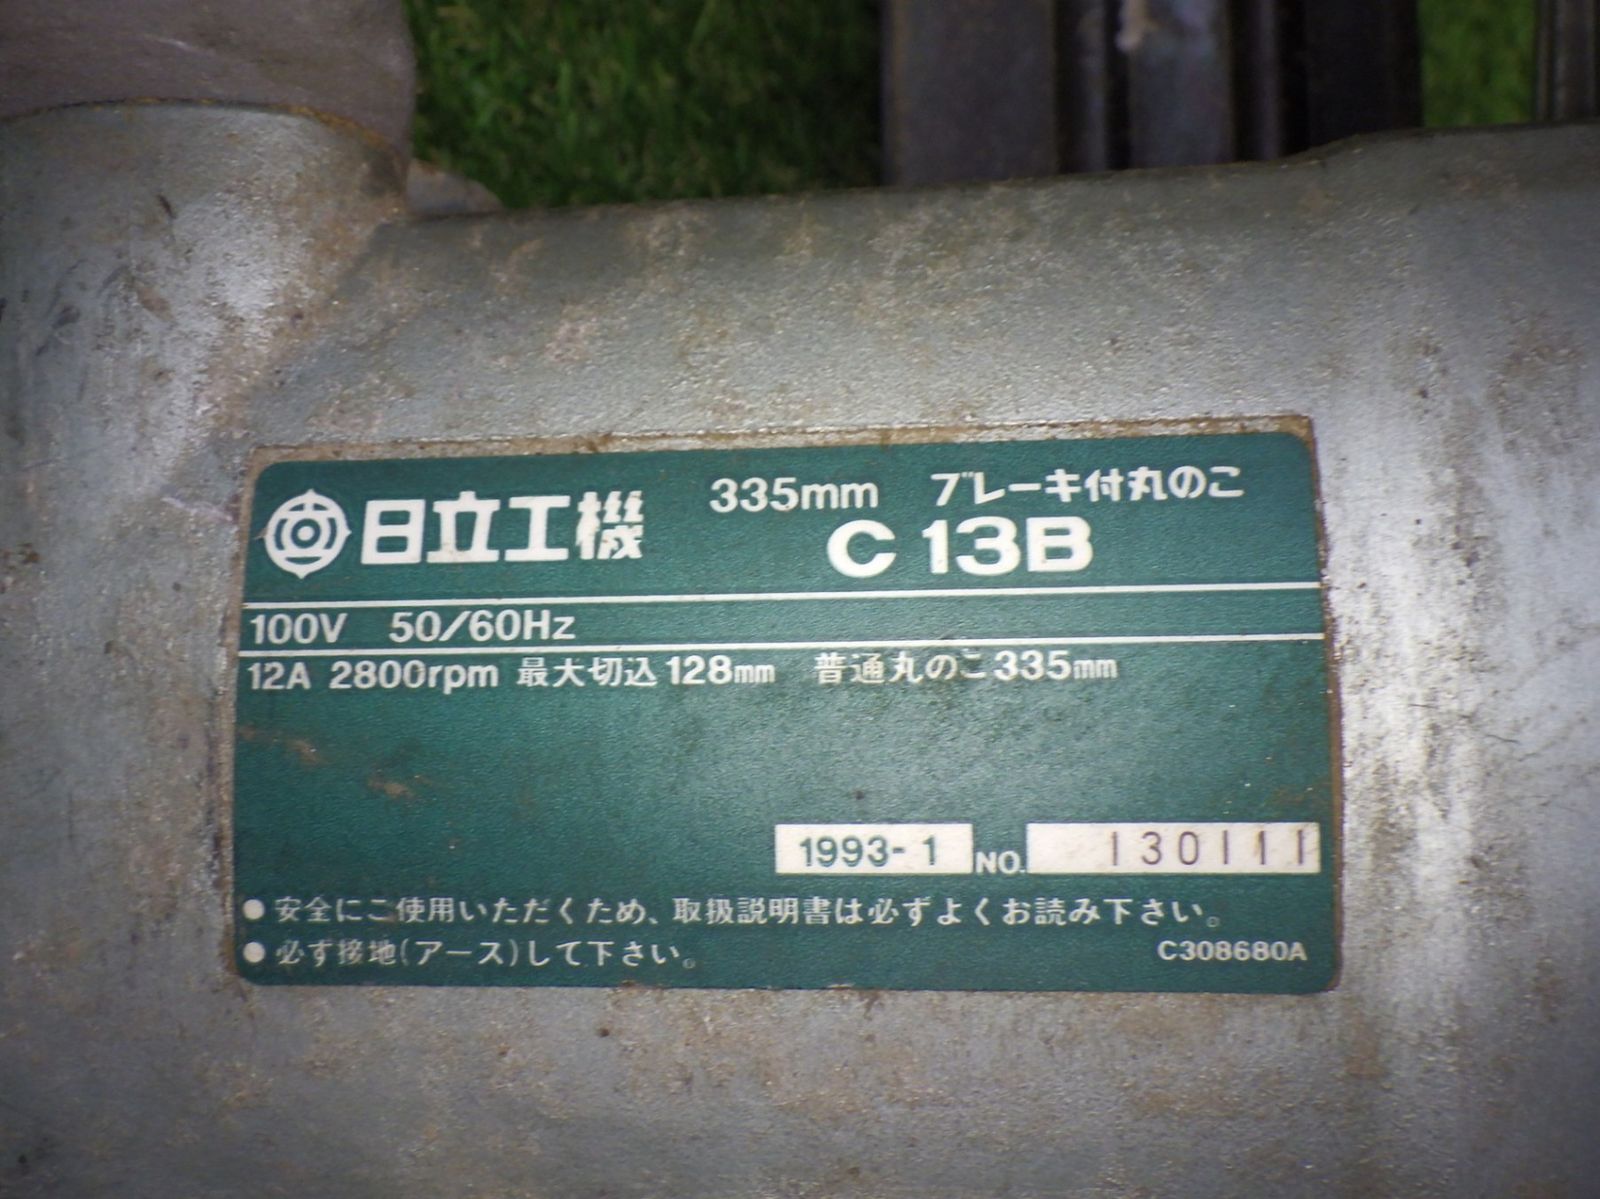 日立工機 335mm ブレーキ付丸のこ
C 13B
100V 50/60Hz
12A 2800rpm 最大切込128mm 普通丸のこ335mm
1993-1 NO. 130111
●安全にご使用いただくため、取扱説明書は必ずよくお読み下さい。
●必ず接地(アース)して下さい。 C308680A